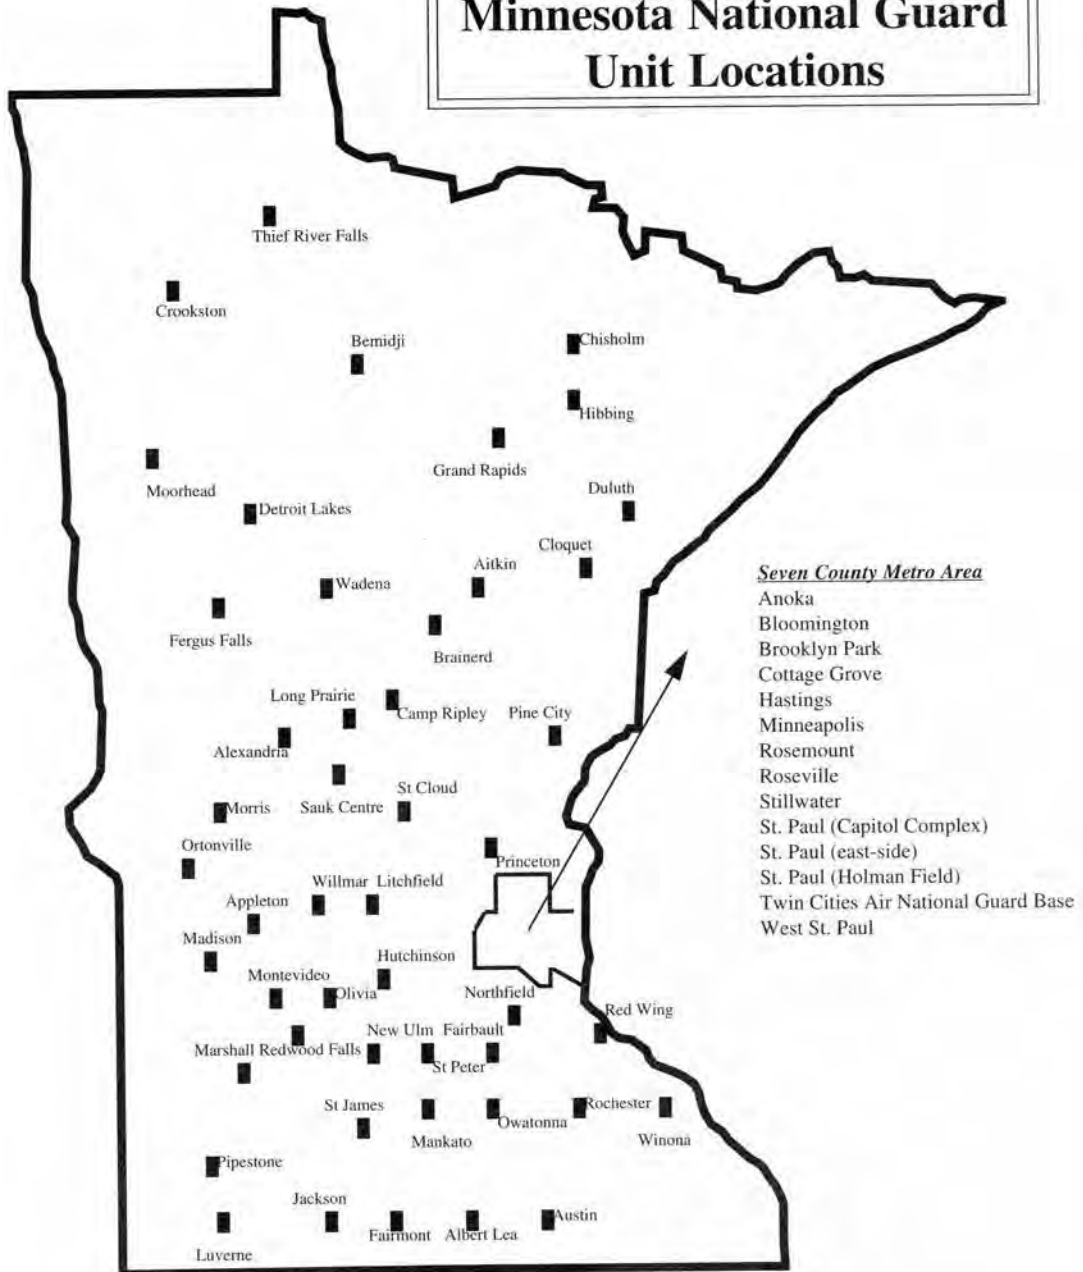 Minnesota National Guard
Unit Locations
Thief River Falls
Crookston
Bemidji
Chisholm
Hibbing
Grand Rapids
Moorhead
Duluth
Detroit Lakes
Cloquet
Aitkin
Wadena
Fergus Falls
Brainerd
Long Prairie
Camp Ripley
Pine City
Alexandria
Sauk Centre
St Cloud
Morris
Ortonville
Princeton
Willmar
Litchfield
Appleton
Madison
Hutchinson
Montevideo
Olivia
Northfield
Red Wing
New Ulm
Fairbault
Marshall
Redwood Falls
St Peter
St James
Mankato
Owatonna
Rochester
Winona
Pipestone
Jackson
Fairmont
Albert Lea
Austin
Luverne
Seven County Metro Area
Anoka
Bloomington
Brooklyn Park
Cottage Grove
Hastings
Minneapolis
Rosemount
Roseville
Stillwater
St. Paul (Capitol Complex)
St. Paul (east-side)
St. Paul (Holman Field)
Twin Cities Air National Guard Base
West St. Paul